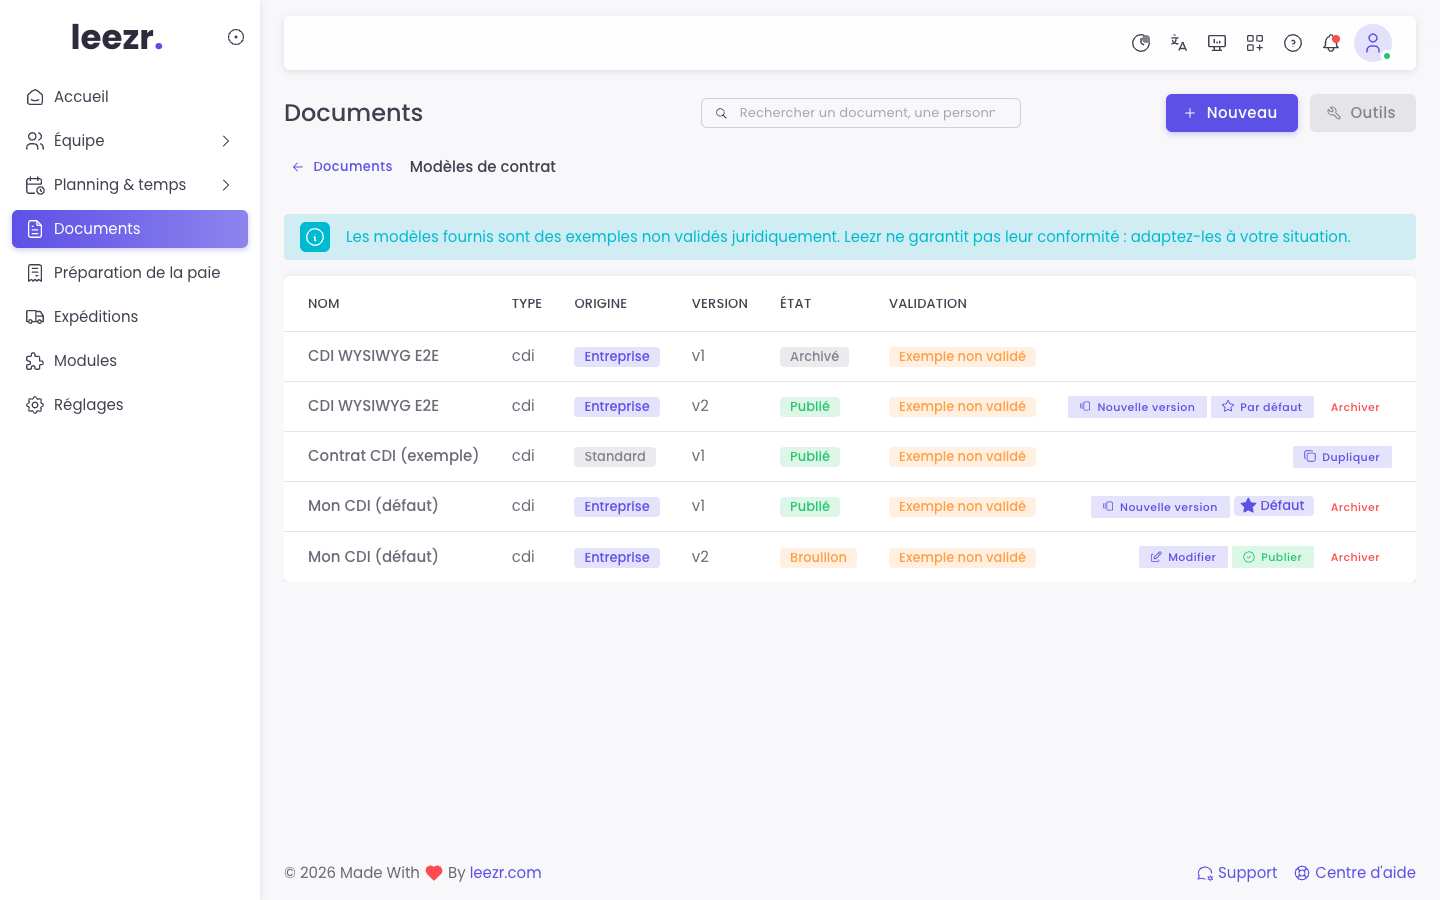 leezr.
Accueil
Équipe
Planning & temps
Documents
Préparation de la paie
Expéditions
Modules
Réglages
Documents
Rechercher un document, une personn
Nouveau
Outils
Documents
Modèles de contrat
Les modèles fournis sont des exemples non validés juridiquement. Leezr ne garantit pas leur conformité : adaptez-les à votre situation.
NOM TYPE ORIGINE VERSION ÉTAT VALIDATION
CDI WYSIWYG E2E cdi Entreprise v1 Archivé Exemple non validé
CDI WYSIWYG E2E cdi Entreprise v2 Publié Exemple non validé Nouvelle version Par défaut Archiver
Contrat CDI (exemple) cdi Standard v1 Publié Exemple non validé Dupliquer
Mon CDI (défaut) cdi Entreprise v1 Publié Exemple non validé Nouvelle version Défaut Archiver
Mon CDI (défaut) cdi Entreprise v2 Brouillon Exemple non validé Modifier Publier Archiver
© 2026 Made With By leezr.com
Support
Centre d'aide